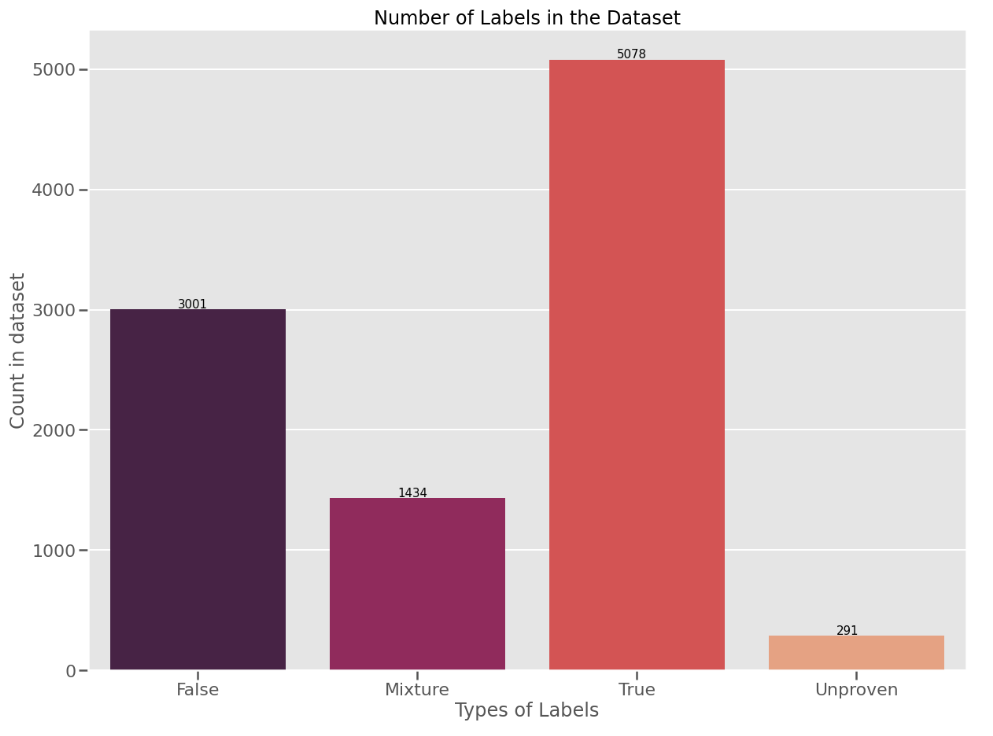 Number of Labels in the Dataset
Count in dataset
5000
4000
3000
2000
1000
0
3001
1434
5078
291
False Mixture True Unproven
Types of Labels